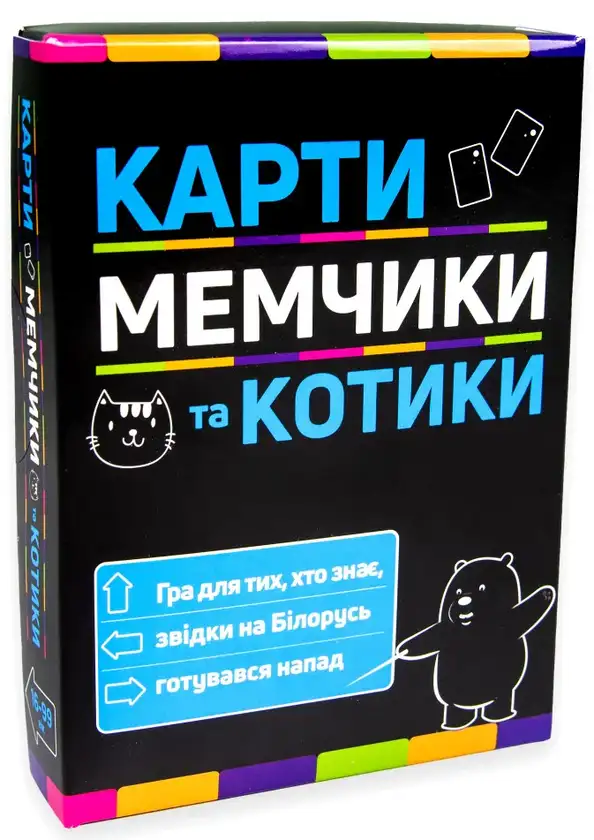 КАРТИ
МЕМЧИКИ
та КОТИКИ
Гра для тих, хто знає,
звідки на Білорусь
готувався напад
КАРТИ МЕМЧИКИ та КОТИКИ
16-99